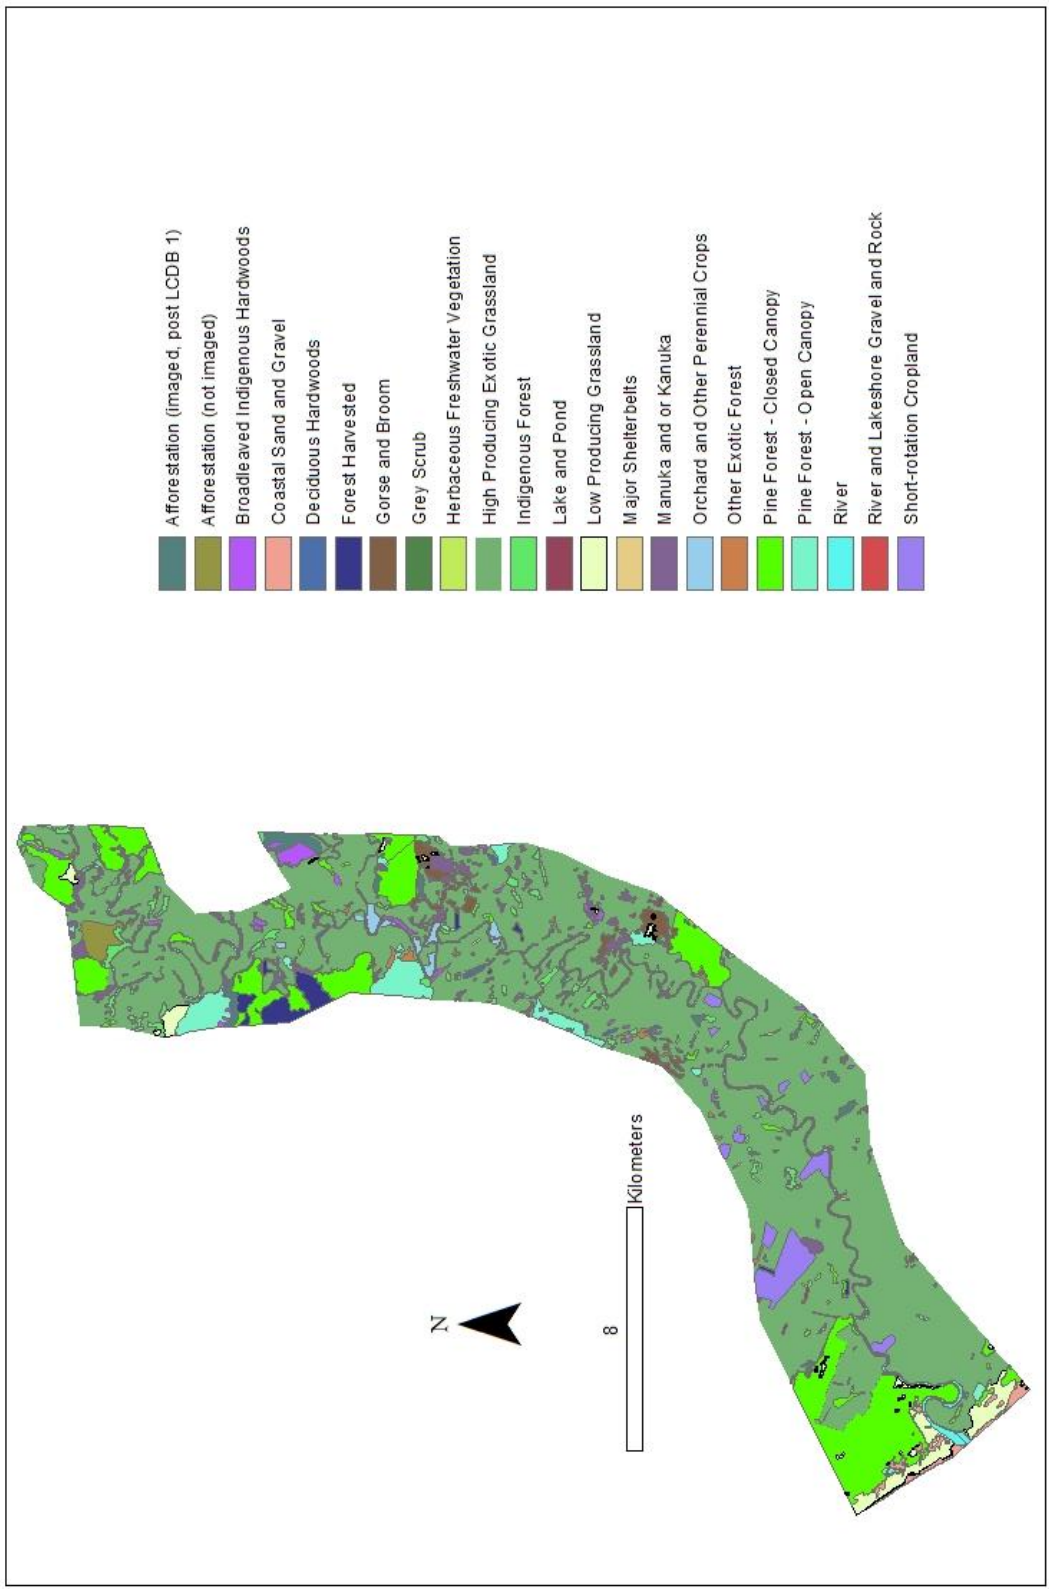 Afforestation (imaged, post LCDB 1)
Afforestation (not imaged)
Broadleaved Indigenous Hardwoods
Coastal Sand and Gravel
Deciduous Hardwoods
Forest Harvested
Gorse and Broom
Grey Scrub
Herbaceous Freshwater Vegetation
High Producing Exotic Grassland
Indigenous Forest
Lake and Pond
Low Producing Grassland
Major Shelterbelts
Manuka and or Kanuka
Orchard and Other Perennial Crops
Other Exotic Forest
Pine Forest - Closed Canopy
Pine Forest - Open Canopy
River
River and Lakeshore Gravel and Rock
Short-rotation Cropland
N
8
Kilometers